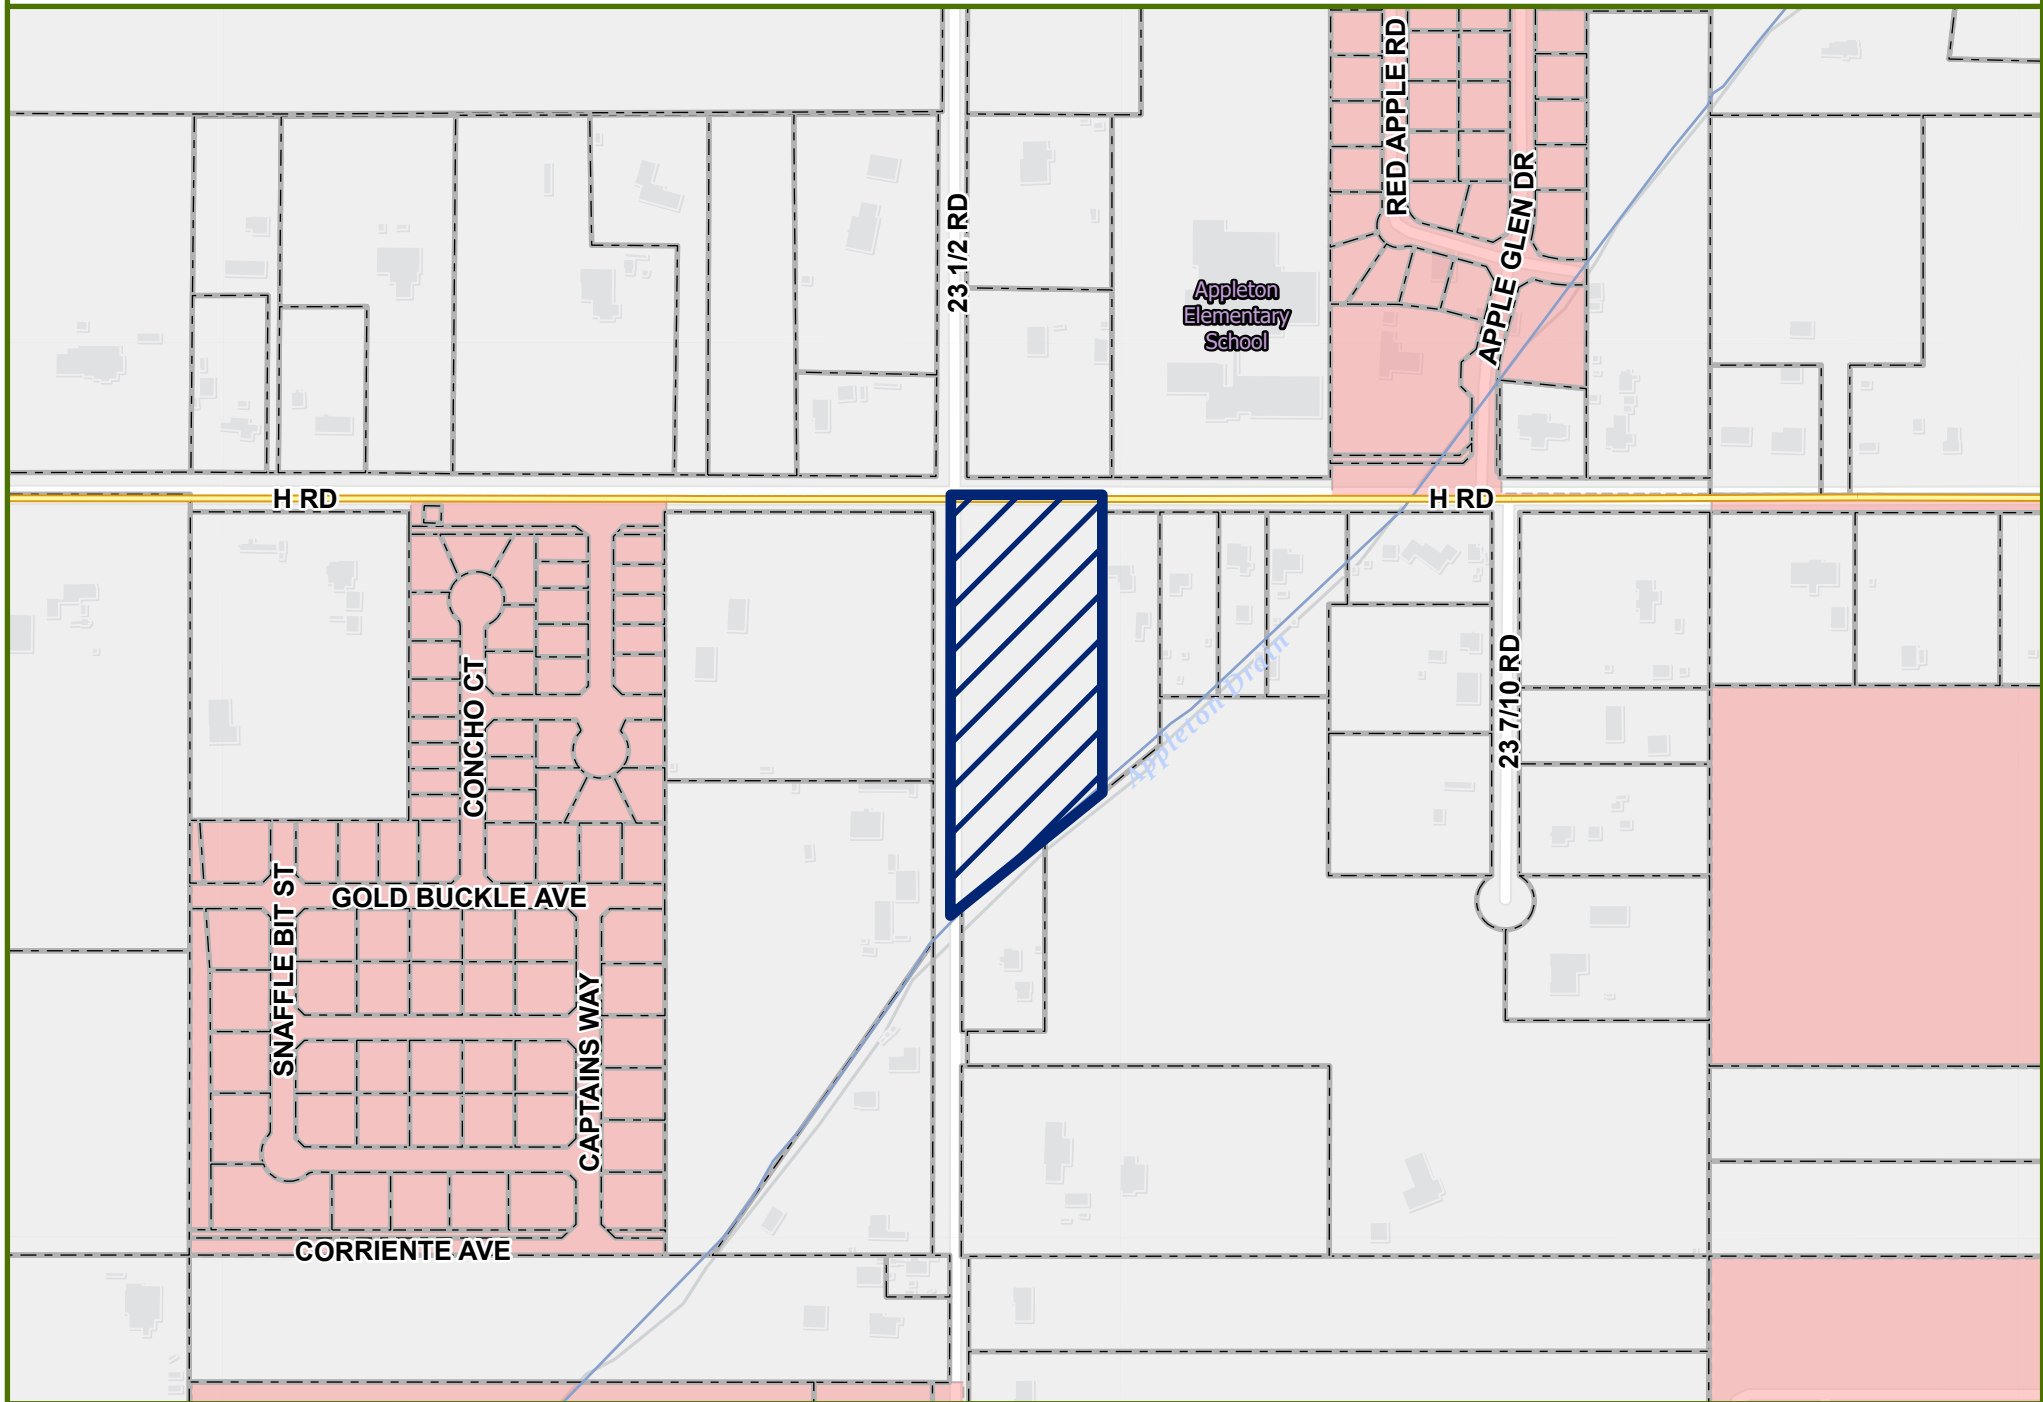 RED APPLE RD
APPLE GLEN DR
23 1/2 RD
Appleton
Elementary
School
H RD
H RD
CONCHO CT
23 7/10 RD
Appleton Drain
GOLD BUCKLE AVE
SNAFFLE BIT ST
CAPTAINS WAY
CORRIENTE AVE